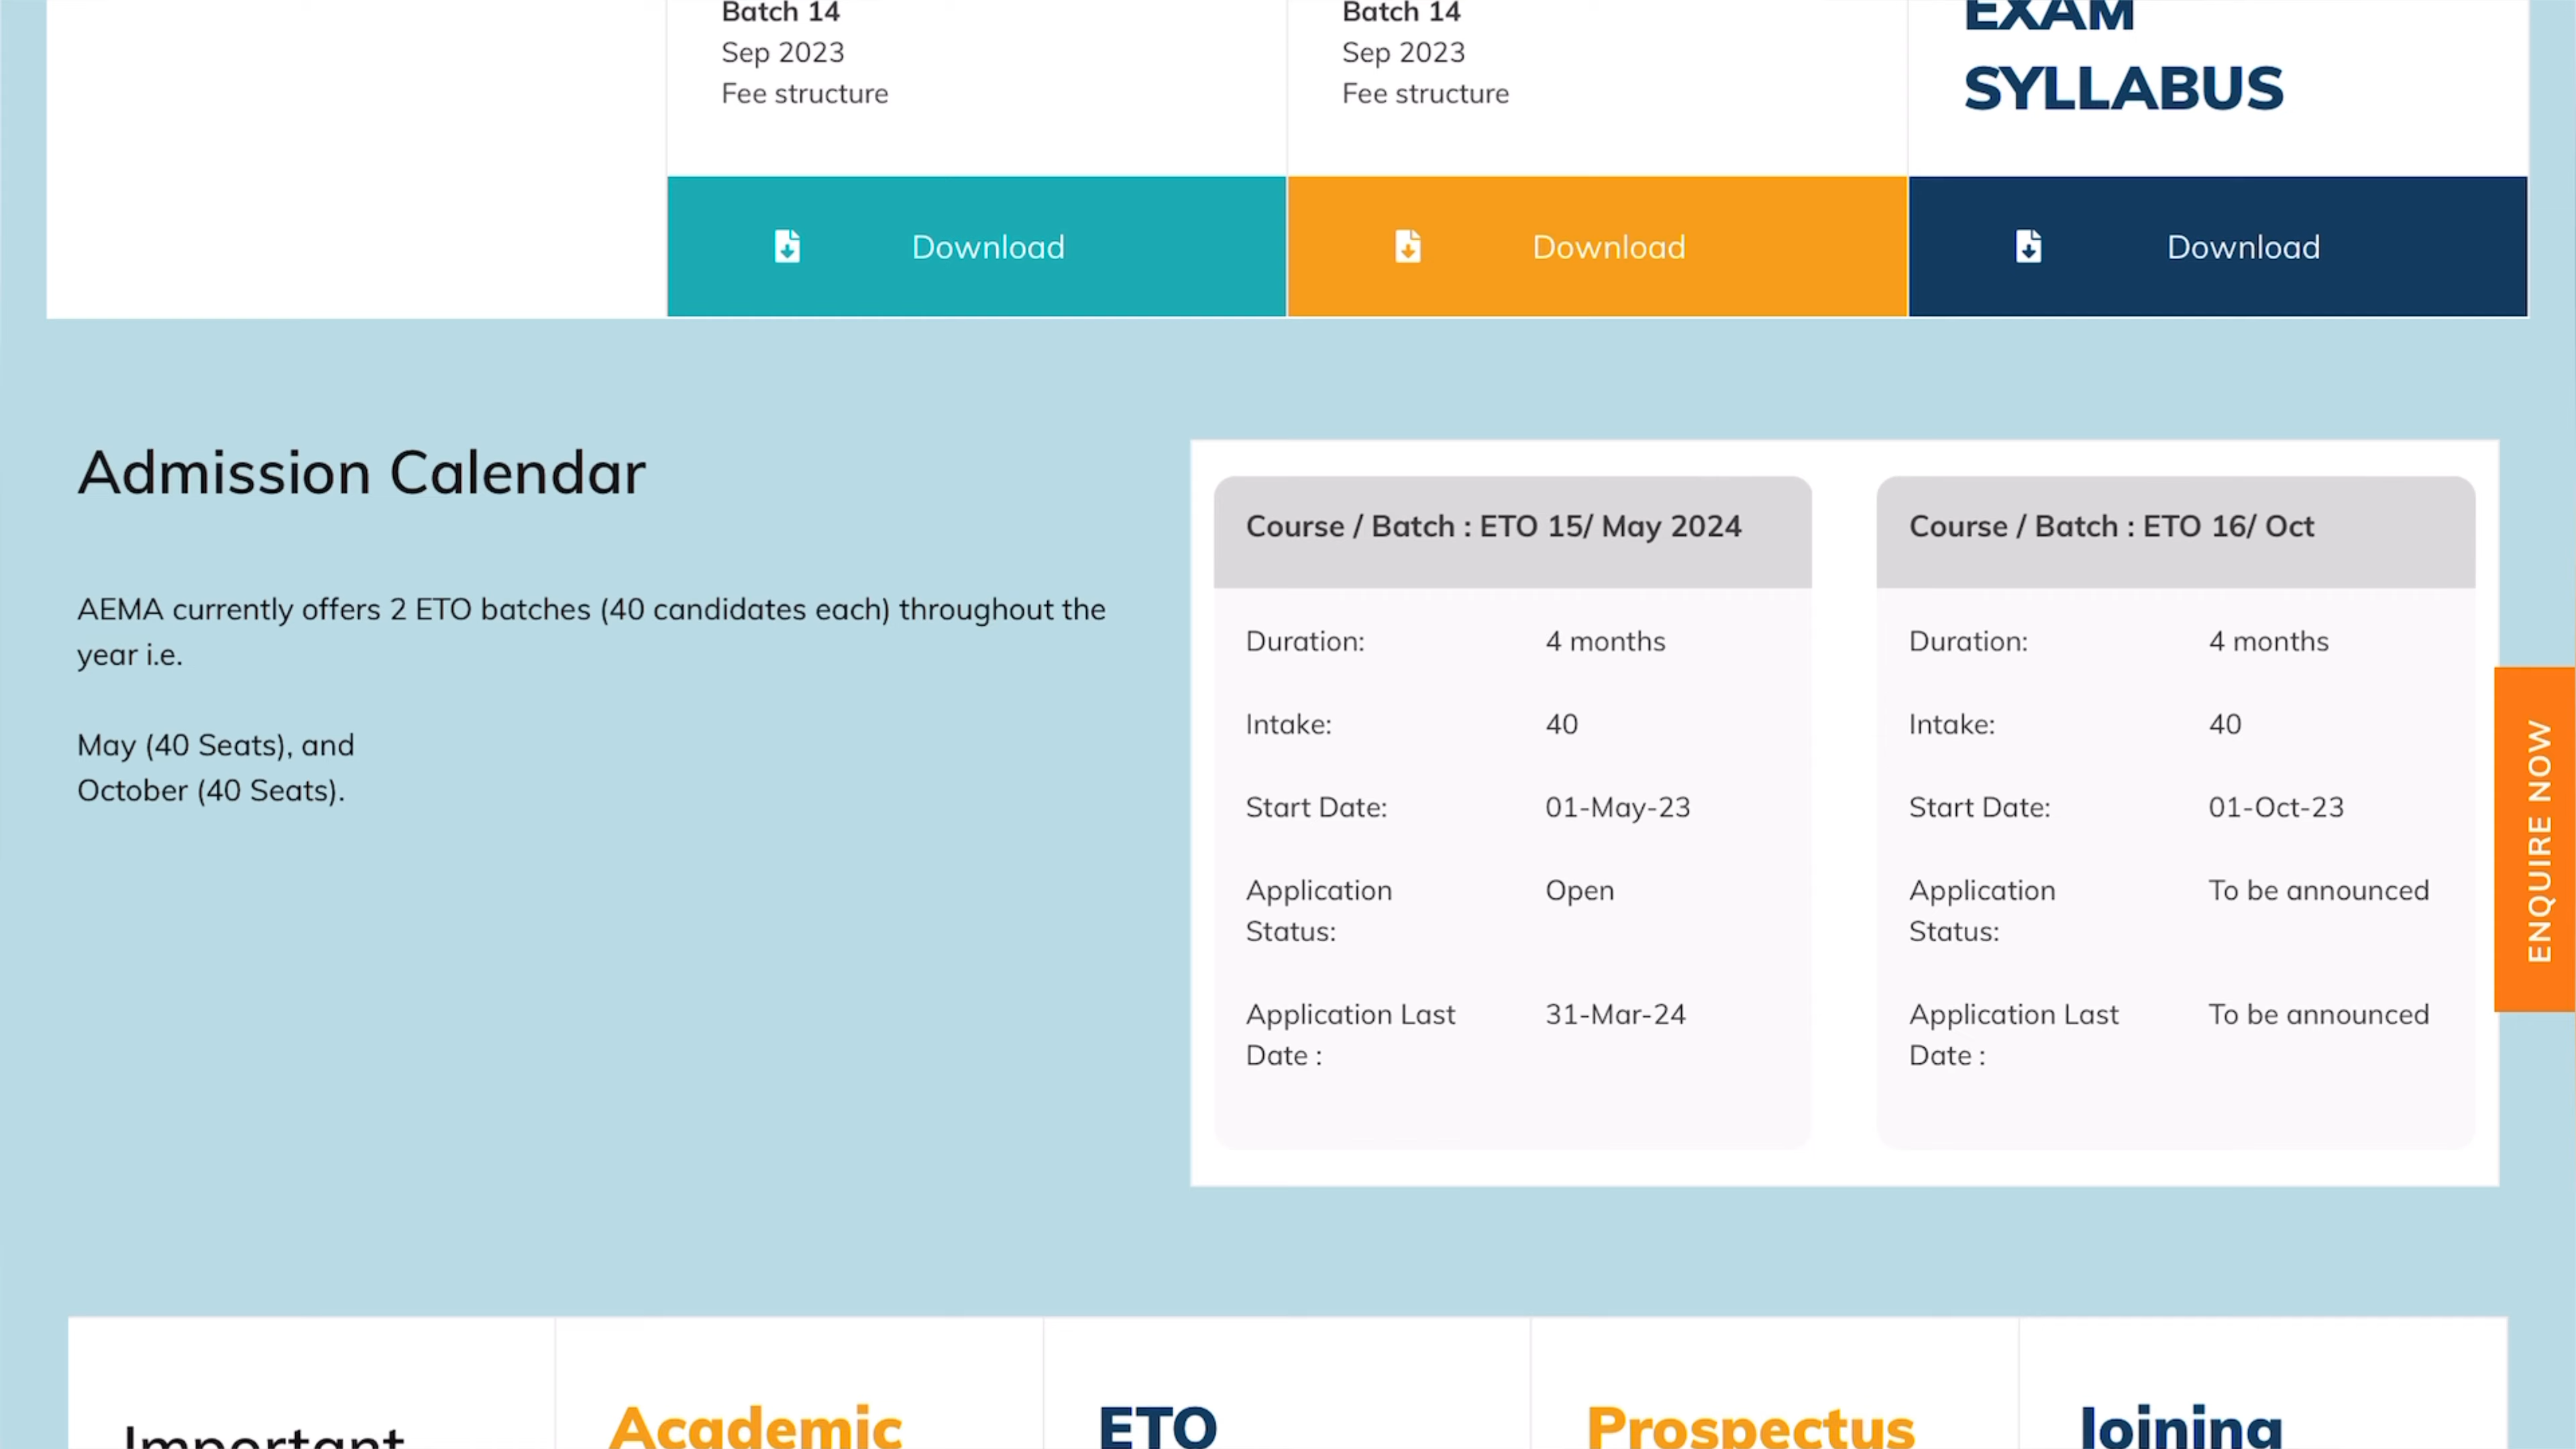 Batch 14
Sep 2023
Fee structure
Batch 14
Sep 2023
Fee structure
EXAM
SYLLABUS
Download
Download
Download
Admission Calendar
AEMA currently offers 2 ETO batches (40 candidates each) throughout the
year i.e.
May (40 Seats), and
October (40 Seats).
Course / Batch : ETO 15/ May 2024
Duration: 4 months
Intake: 40
Start Date: 01-May-23
Application Open
Status:
Application Last 31-Mar-24
Date :
Course / Batch : ETO 16/ Oct
Duration: 4 months
Intake: 40
Start Date: 01-Oct-23
Application To be announced
Status:
Application Last To be announced
Date :
ENQUIRE NOW
Important
Academic
ETO
Prospectus
Joining